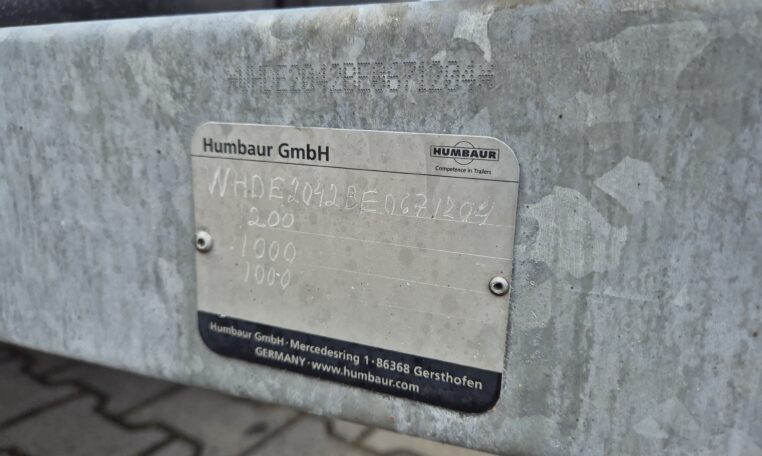 *WHDE2042BE0671204*
Humbaur GmbH
HUMBAUR
Competence in Trailers
WHDE2042BE0671204
200
1000
1000
Humbaur GmbH · Mercedesring 1 · 86368 Gersthofen
GERMANY · www.humbaur.com